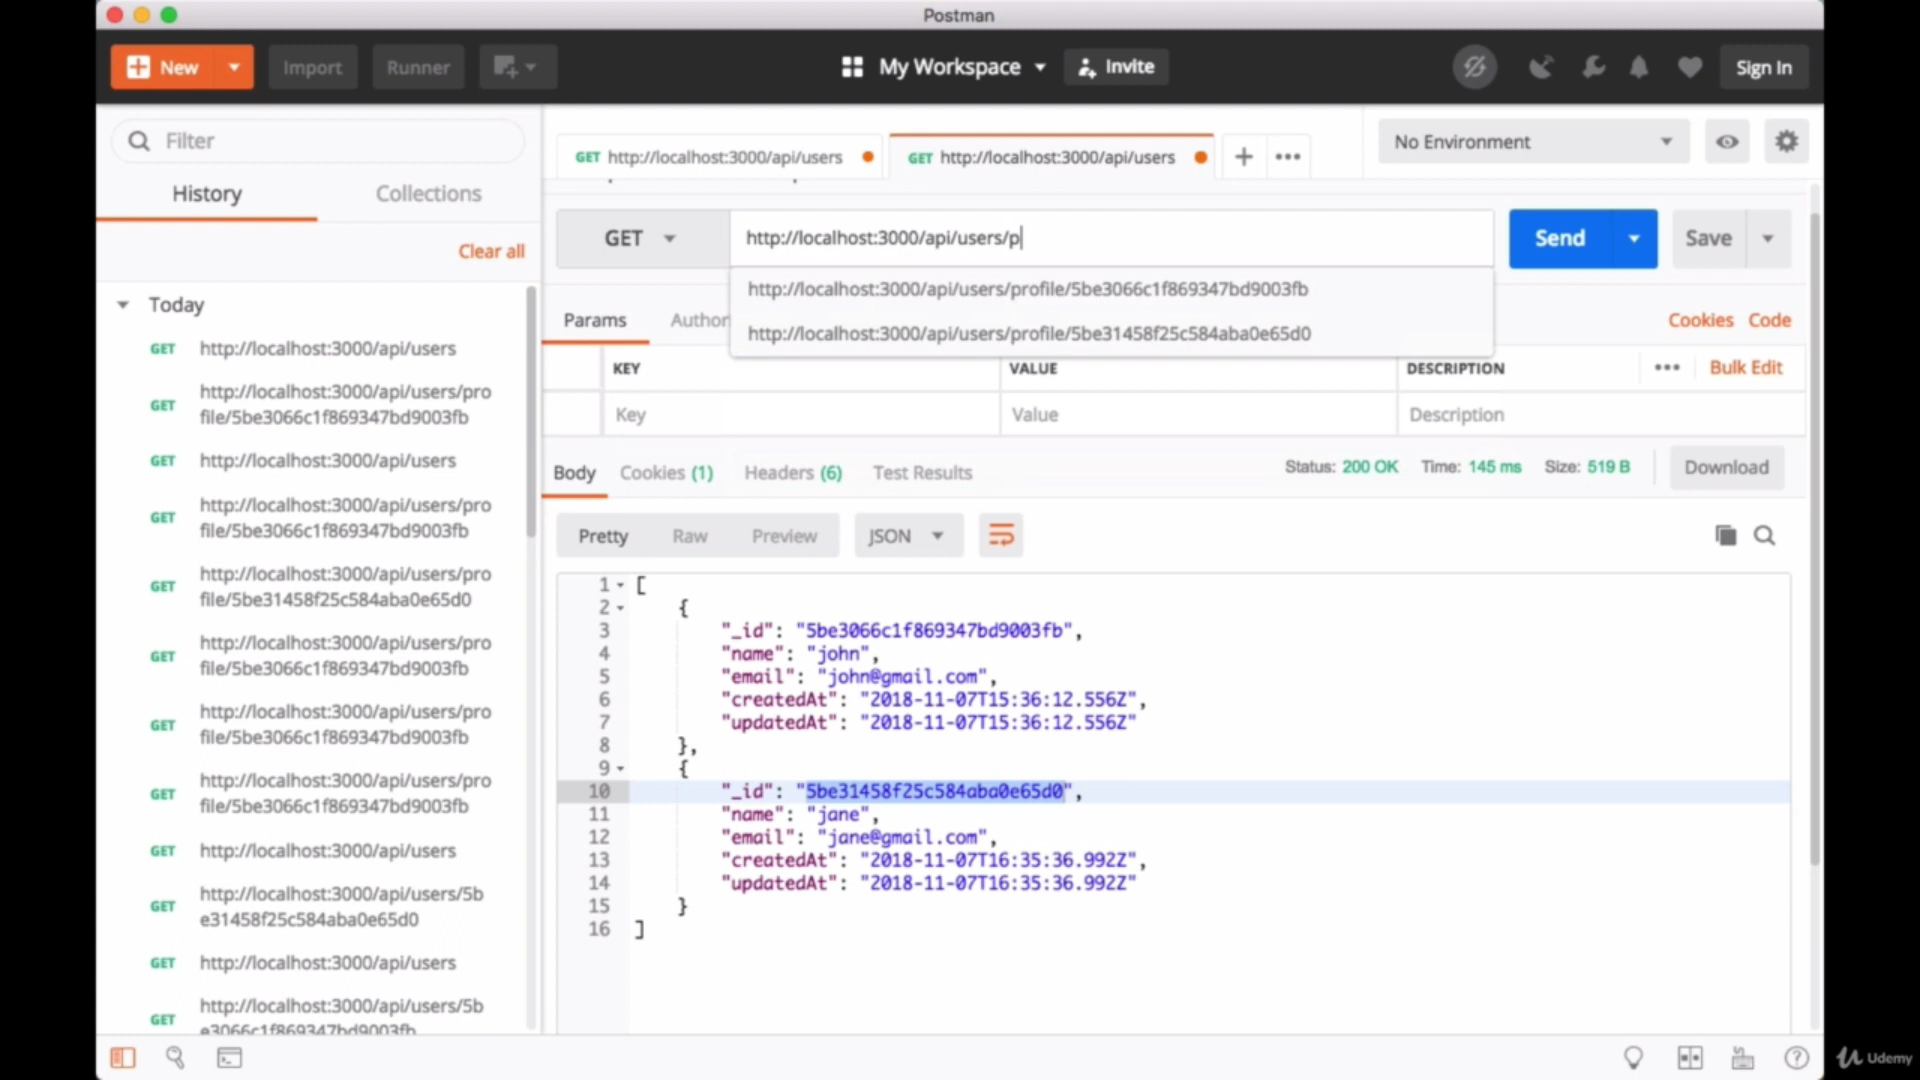 Postman
New
Import
Runner
My Workspace
Invite
Sign In
Filter
History
Collections
Clear all
Today
GET http://localhost:3000/api/users
GET http://localhost:3000/api/users/pro
file/5be3066c1f869347bd9003fb
GET http://localhost:3000/api/users
GET http://localhost:3000/api/users/pro
file/5be3066c1f869347bd9003fb
GET http://localhost:3000/api/users/pro
file/5be31458f25c584aba0e65d0
GET http://localhost:3000/api/users/pro
file/5be3066c1f869347bd9003fb
GET http://localhost:3000/api/users/pro
file/5be3066c1f869347bd9003fb
GET http://localhost:3000/api/users/pro
file/5be3066c1f869347bd9003fb
GET http://localhost:3000/api/users
GET http://localhost:3000/api/users/5b
e31458f25c584aba0e65d0
GET http://localhost:3000/api/users
GET http://localhost:3000/api/users/5b
e3066c1f869347bd9003fb
GET http://localhost:3000/api/users
GET http://localhost:3000/api/users
No Environment
GET
http://localhost:3000/api/users/p
Send
Save
http://localhost:3000/api/users/profile/5be3066c1f869347bd9003fb
http://localhost:3000/api/users/profile/5be31458f25c584aba0e65d0
Params
Author
Cookies
Code
KEY
VALUE
DESCRIPTION
Bulk Edit
Key
Value
Description
Body
Cookies (1)
Headers (6)
Test Results
Status: 200 OK
Time: 145 ms
Size: 519 B
Download
Pretty
Raw
Preview
JSON
1 [
2 {
3 "_id": "5be3066c1f869347bd9003fb",
4 "name": "john",
5 "email": "john@gmail.com",
6 "createdAt": "2018-11-07T15:36:12.556Z",
7 "updatedAt": "2018-11-07T15:36:12.556Z"
8 },
9 {
10 "_id": "5be31458f25c584aba0e65d0",
11 "name": "jane",
12 "email": "jane@gmail.com",
13 "createdAt": "2018-11-07T16:35:36.992Z",
14 "updatedAt": "2018-11-07T16:35:36.992Z"
15 }
16 ]
Udemy